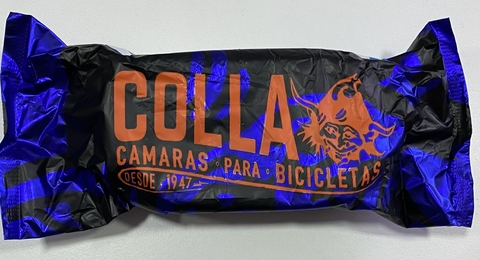 COLLA
CAMARAS · PARA · BICICLETAS
DESDE · 1947